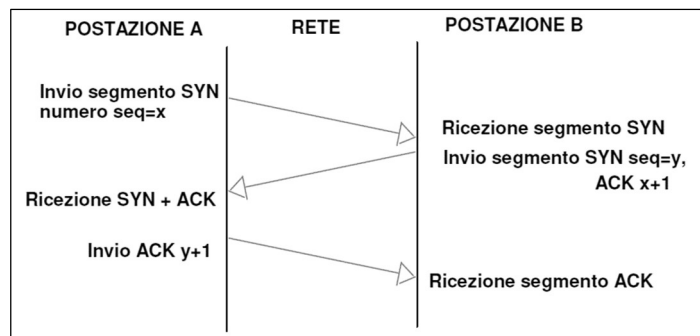 POSTAZIONE A
RETE
POSTAZIONE B
Invio segmento SYN
numero seq=x
Ricezione segmento SYN
Invio segmento SYN seq=y,
ACK x+1
Ricezione SYN + ACK
Invio ACK y+1
Ricezione segmento ACK